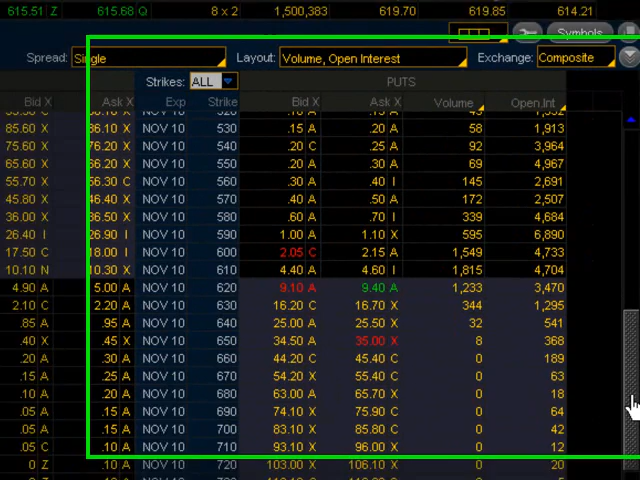 615.51 Z 615.68 Q 8 x 2 1,500,383 619.70 619.85 614.21
Symbols
Spread: Single Layout: Volume, Open Interest Exchange: Composite
Strikes: ALL PUTS
Bid X Ask X Exp Strike Bid X Ask X Volume Open.Int
85.60 X 86.10 X NOV 10 530 .15 A .20 A 58 1,913
75.60 X 76.20 X NOV 10 540 .20 C .25 A 92 3,964
65.60 X 66.20 X NOV 10 550 .20 A .30 A 69 4,967
55.70 X 56.30 C NOV 10 560 .30 A .40 I 145 2,691
45.80 X 46.40 X NOV 10 570 .40 A .50 A 172 2,507
36.00 X 36.50 X NOV 10 580 .60 A .70 I 339 4,684
26.40 I 26.90 I NOV 10 590 1.00 A 1.10 X 595 6,890
17.50 C 18.00 I NOV 10 600 2.05 C 2.15 A 1,549 4,733
10.10 N 10.30 X NOV 10 610 4.40 A 4.60 I 1,815 4,704
4.90 A 5.00 A NOV 10 620 9.10 A 9.40 A 1,233 3,470
2.10 C 2.20 A NOV 10 630 16.20 C 16.70 X 344 1,295
.85 A .95 A NOV 10 640 25.00 A 25.50 X 32 541
.40 X .45 X NOV 10 650 34.50 A 35.00 X 8 368
.20 A .30 A NOV 10 660 44.20 C 45.40 C 0 189
.15 A .25 A NOV 10 670 54.20 X 55.40 C 0 63
.10 A .20 A NOV 10 680 63.00 A 65.70 X 0 18
.05 A .15 A NOV 10 690 74.10 X 75.90 C 0 64
.05 A .15 A NOV 10 700 83.10 X 85.80 C 0 42
.05 C .10 A NOV 10 710 93.10 X 96.00 X 0 12
0 Z .10 A NOV 10 720 103.00 X 106.10 X 0 20